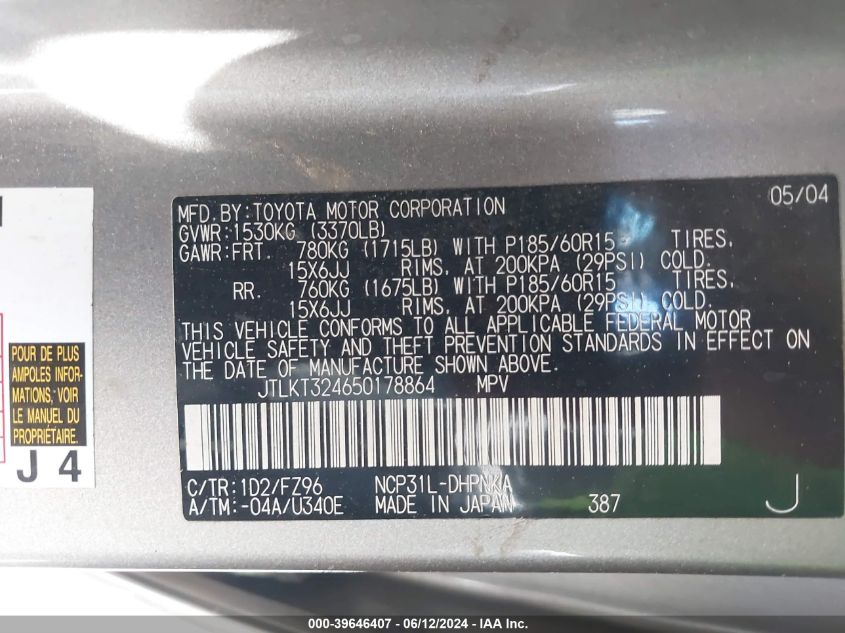 05/04
MFD. BY: TOYOTA MOTOR CORPORATION
GVWR: 1530KG (3370LB)
GAWR: FRT. 780KG (1715LB) WITH P185/60R15 TIRES,
15X6JJ RIMS, AT 200KPA (29PSI) COLD.
RR. 760KG (1675LB) WITH P185/60R15 TIRES,
15X6JJ RIMS, AT 200KPA (29PSI) COLD.
THIS VEHICLE CONFORMS TO ALL APPLICABLE FEDERAL MOTOR
VEHICLE SAFETY AND THEFT PREVENTION STANDARDS IN EFFECT ON
THE DATE OF MANUFACTURE SHOWN ABOVE.
JTLKT324650178864 MPV
C/TR: 1D2/FZ96 NCP31L-DHPNKA
A/TM: -04A/U340E MADE IN JAPAN 387 J
POUR DE PLUS
AMPOLES INFOR-
MATIONS, VOIR
LE MANUEL DU
PROPRIÉTAIRE.
J 4
000-39646407 - 06/12/2024 - IAA Inc.